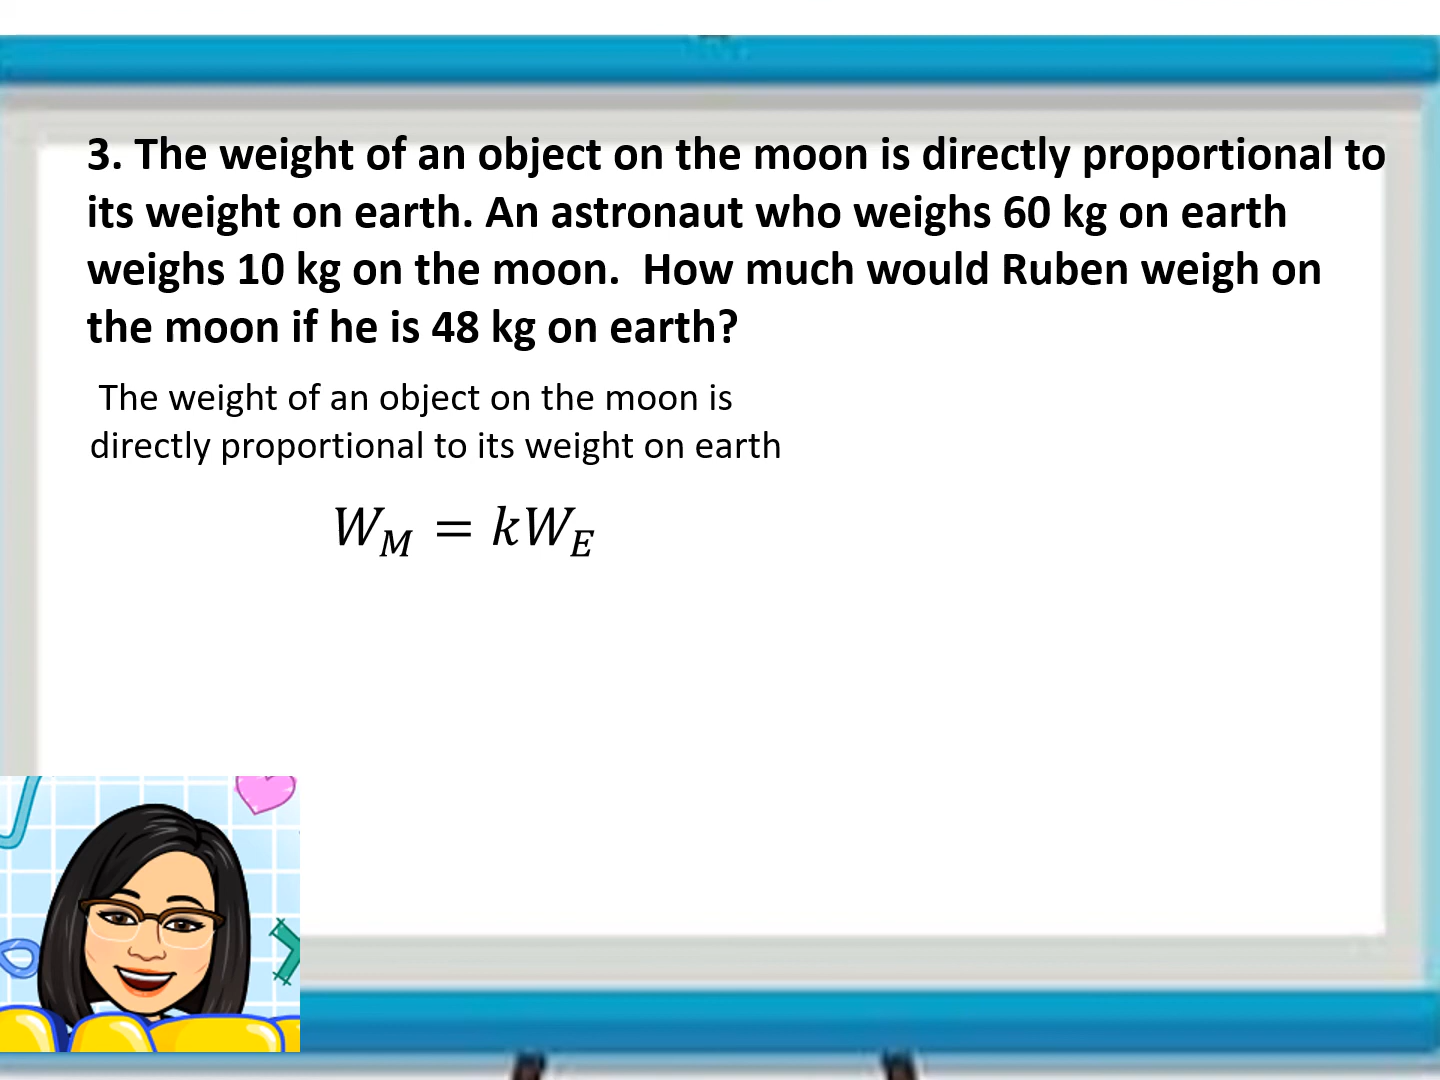 3. The weight of an object on the moon is directly proportional to
its weight on earth. An astronaut who weighs 60 kg on earth
weighs 10 kg on the moon.  How much would Ruben weigh on
the moon if he is 48 kg on earth?
The weight of an object on the moon is
directly proportional to its weight on earth
W_M = kW_E